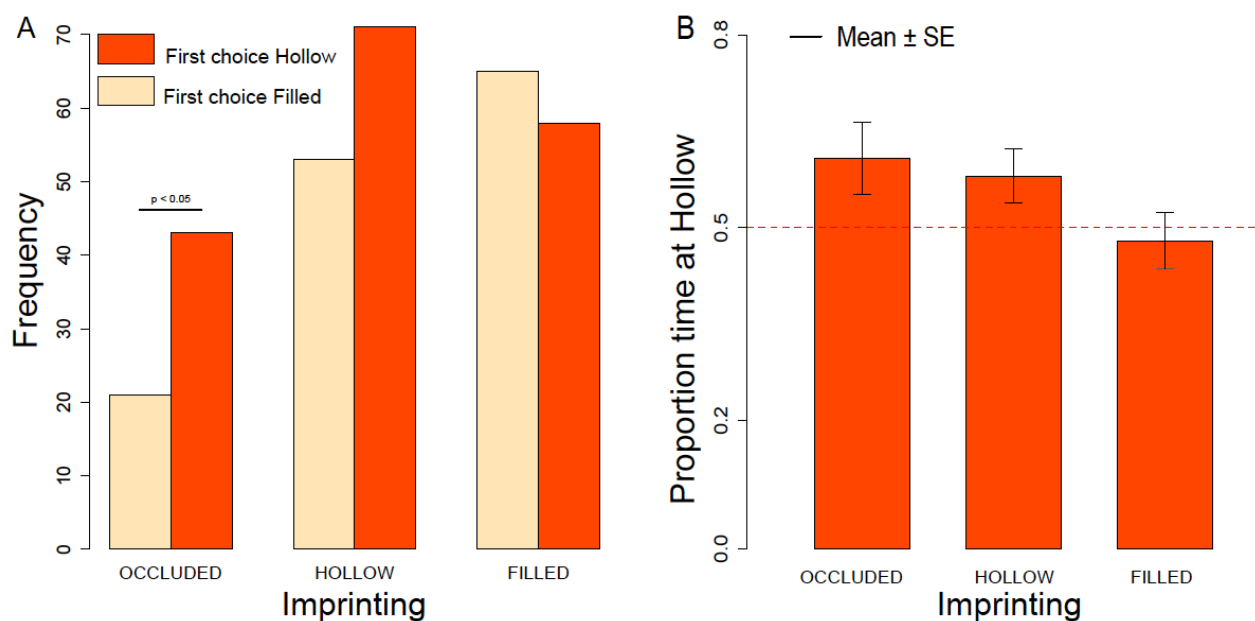 A
First choice Hollow
First choice Filled
p < 0.05
Frequency
0
10
20
30
40
50
60
70
OCCLUDED
HOLLOW
FILLED
Imprinting
B
Mean ± SE
Proportion time at Hollow
0.0
0.2
0.5
0.8
OCCLUDED
HOLLOW
FILLED
Imprinting